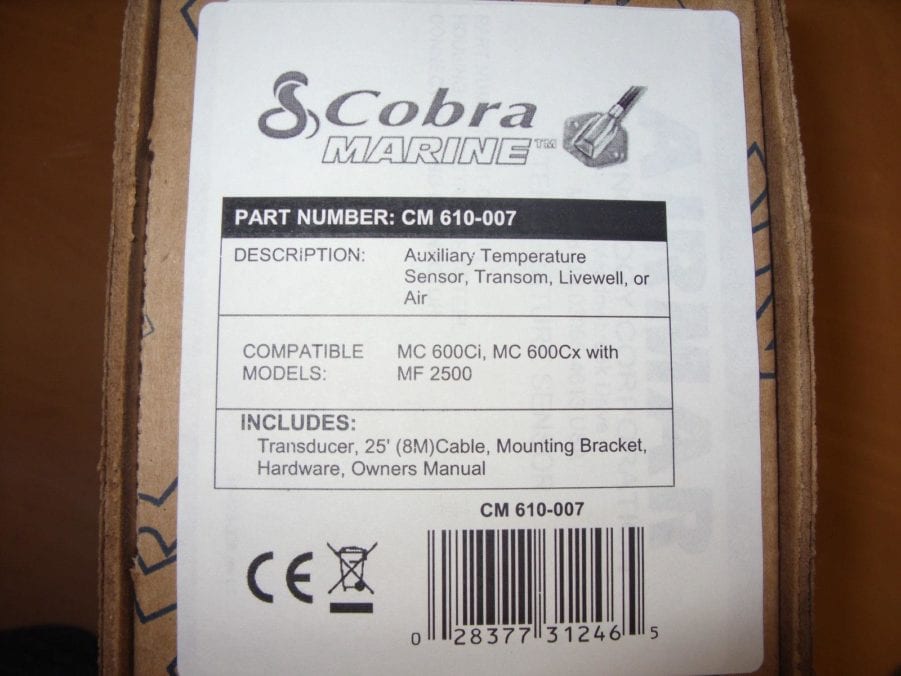 Cobra
MARINE™
PART NUMBER: CM 610-007
DESCRIPTION: Auxiliary Temperature
Sensor, Transom, Livewell, or
Air
COMPATIBLE MODELS: MC 600Ci, MC 600Cx with
MF 2500
INCLUDES:
Transducer, 25' (8M)Cable, Mounting Bracket,
Hardware, Owners Manual
CM 610-007
CE
0 28377 31246 5